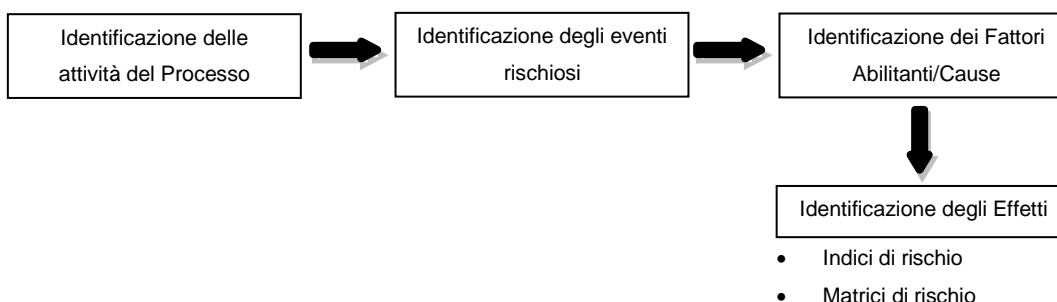 Identificazione delle
attività del Processo
Identificazione degli eventi
rischiosi
Identificazione dei Fattori
Abilitanti/Cause
Identificazione degli Effetti
• Indici di rischio
• Matrici di rischio